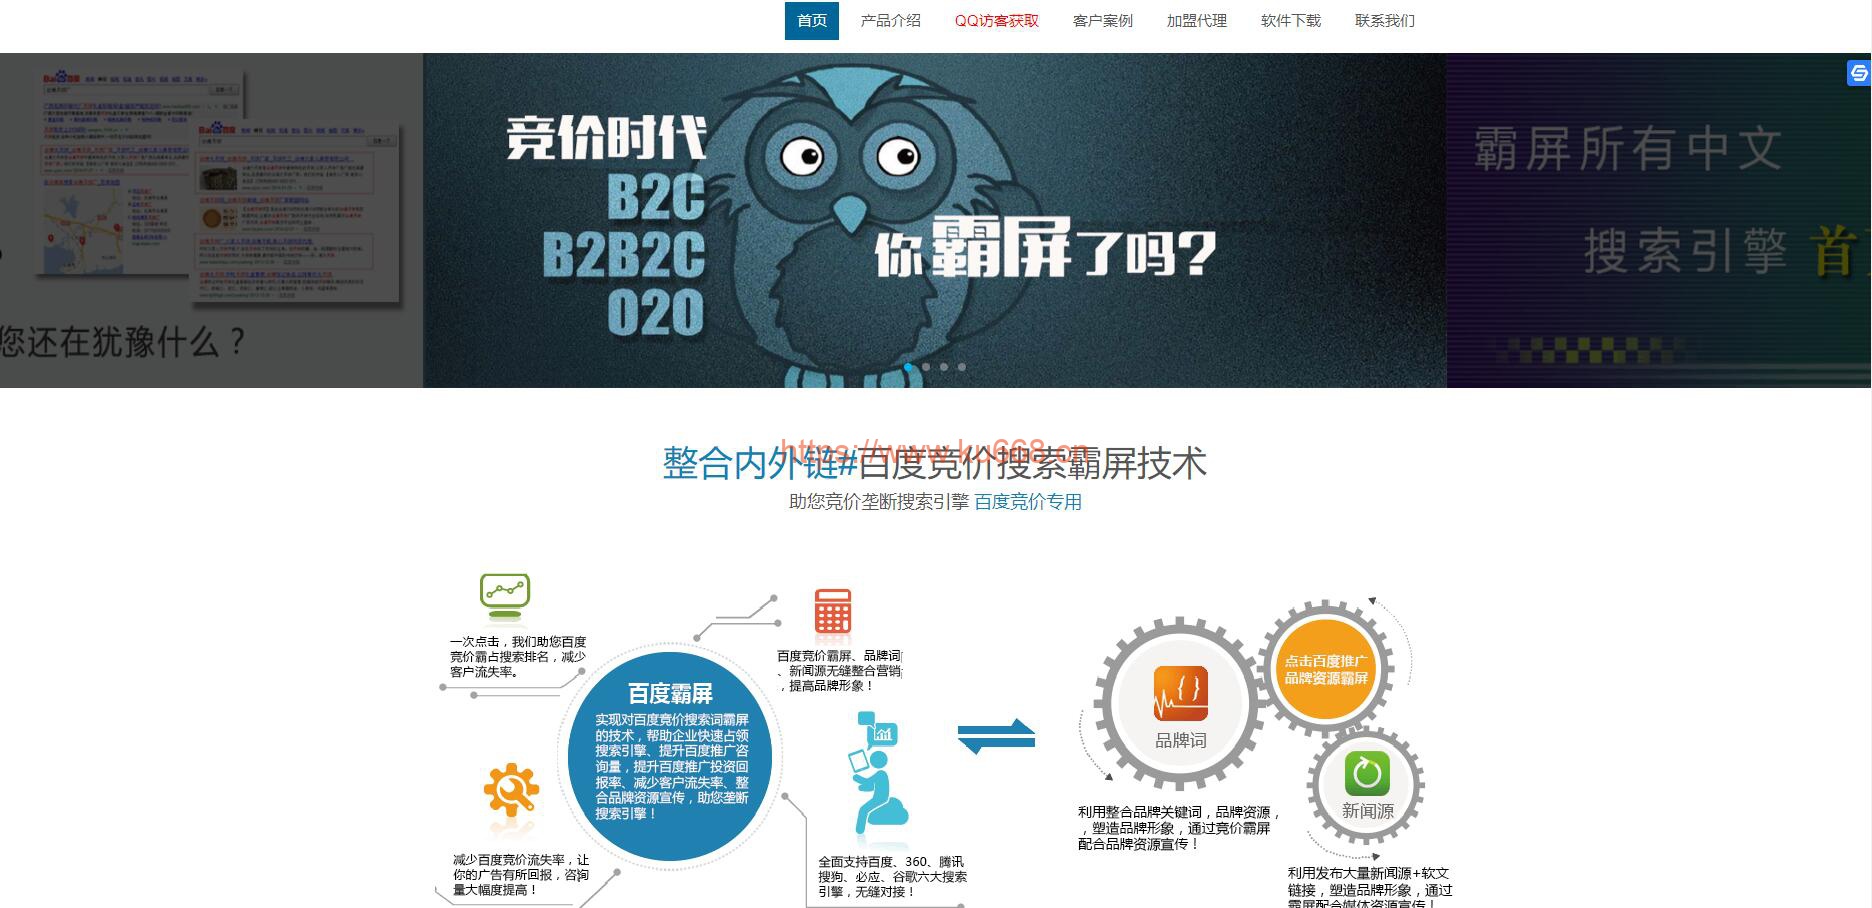 首页 产品介绍 QQ访客获取 客户案例 加盟代理 软件下载 联系我们
您还在犹豫什么？
竞价时代
B2C
B2B2C
O2O
你霸屏了吗?
霸屏所有中文
搜索引擎 首
https://www.ku668.cn
整合内外链#百度竞价搜索霸屏技术
助您竞价垄断搜索引擎 百度竞价专用
一次点击，我们助您百度
竞价霸占搜索排名，减少
客户流失率。
百度竞价霸屏、品牌词
、新闻源无缝整合营销
，提高品牌形象！
百度霸屏
实现对百度竞价搜索词霸屏
的技术，帮助企业快速占领
搜索引擎、提升百度推广咨
询量，提升百度推广投资回
报率、减少客户流失率、整
合品牌资源宣传，助您垄断
搜索引擎！
减少百度竞价流失率，让
你的广告有所回报，咨询
量大幅度提高！
全面支持百度、360、腾讯
搜狗、必应、谷歌六大搜索
引擎，无缝对接！
品牌词
点击百度推广
品牌资源霸屏
新闻源
利用整合品牌关键词，品牌资源，
，塑造品牌形象，通过竞价霸屏
配合品牌资源宣传！
利用发布大量新闻源+软文
链接，塑造品牌形象，通过
霸屏配合媒体资源宣传！